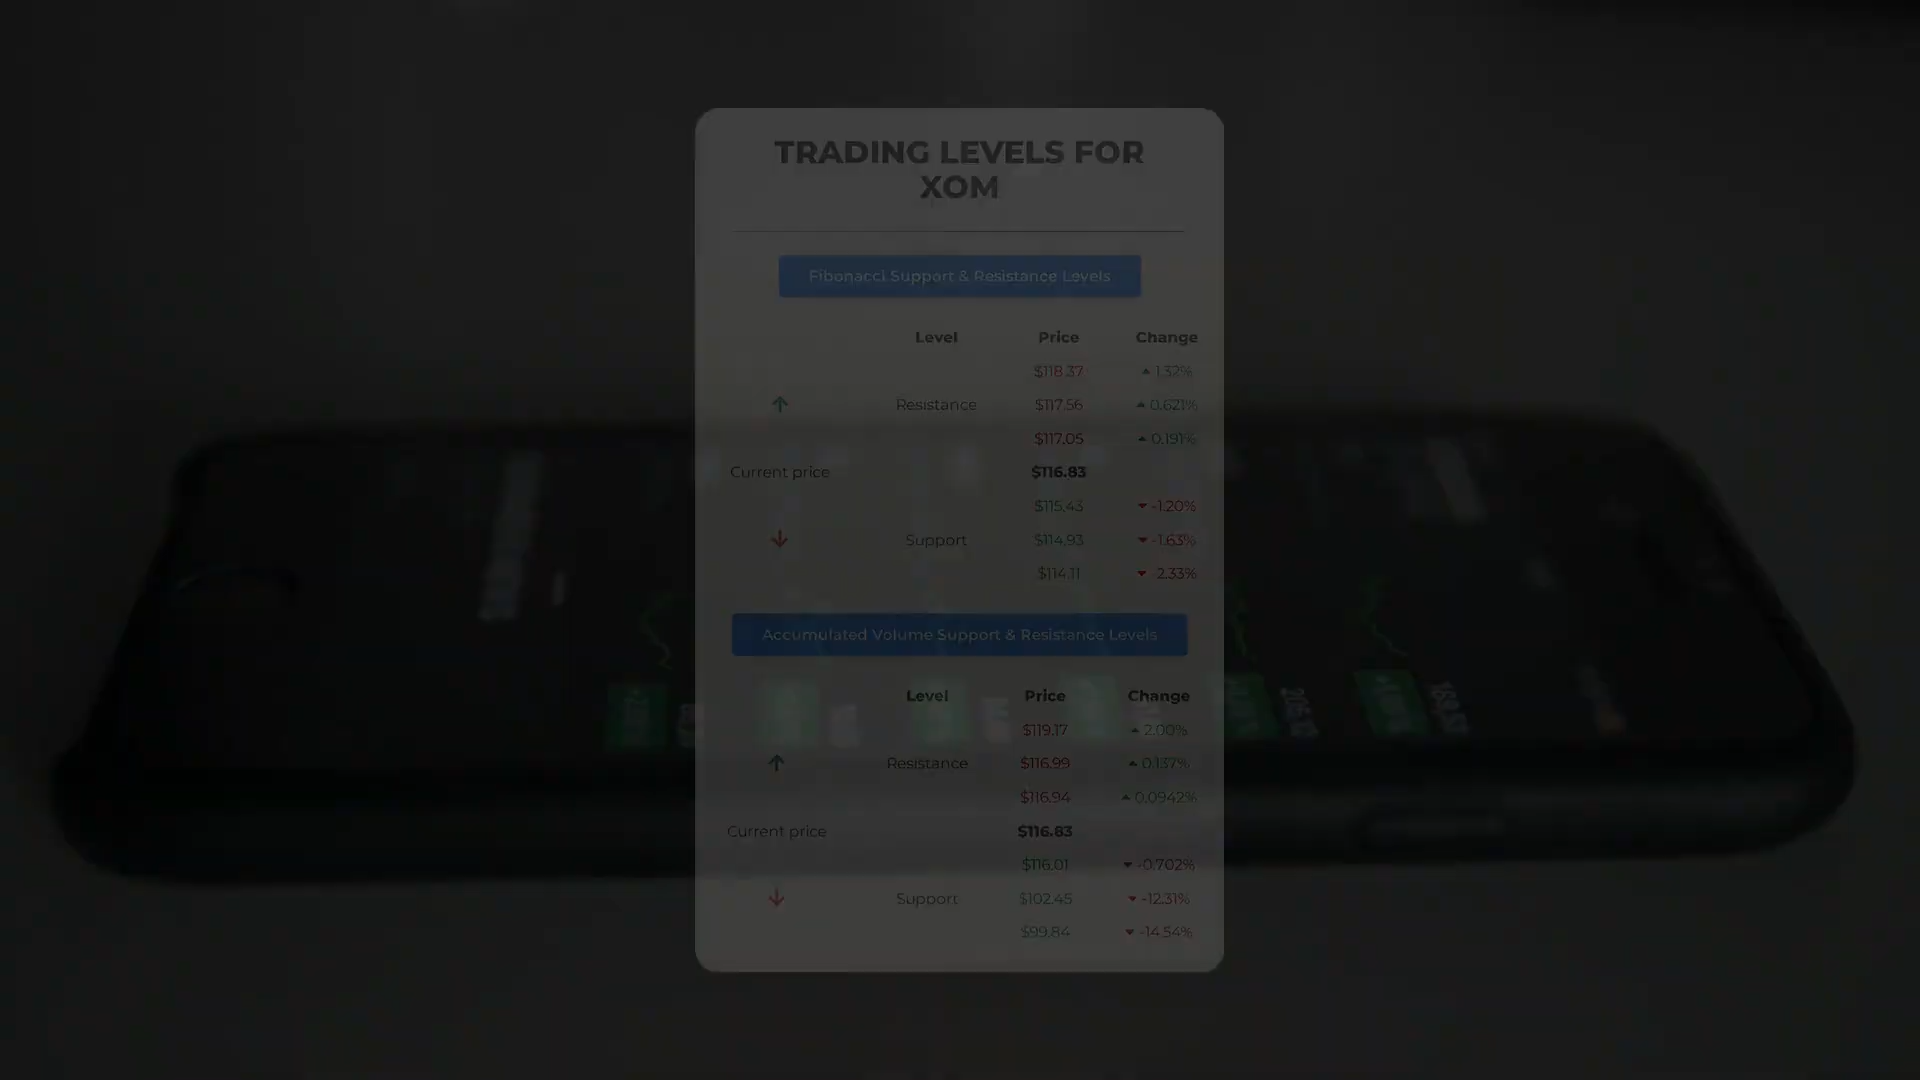 TRADING LEVELS FOR
XOM
Fibonacci Support & Resistance Levels
Level Price Change
$118.37 1.32%
Resistance $117.56 0.621%
$117.05 0.191%
Current price $116.83
$115.43 -1.20%
Support $114.93 -1.63%
$114.11 -2.33%
Accumulated Volume Support & Resistance Levels
Level Price Change
$119.17 2.00%
Resistance $116.99 0.137%
$116.94 0.0942%
Current price $116.83
$116.01 -0.702%
Support $102.45 -12.31%
$99.84 -14.54%